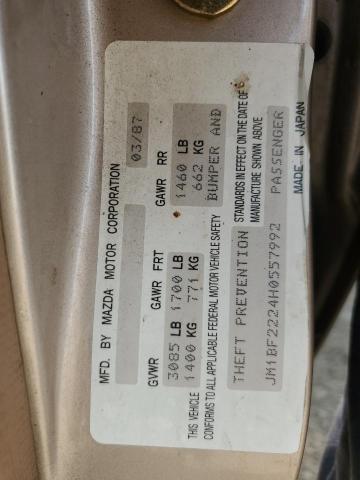 MFD. BY MAZDA MOTOR CORPORATION 03/87
GVWR GAWR FRT GAWR RR
3085 LB 1700 LB 1460 LB
THIS VEHICLE 1400 KG 771 KG 662 KG
CONFORMS TO ALL APPLICABLE FEDERAL MOTOR VEHICLE SAFETY BUMPER AND
THEFT PREVENTION STANDARDS IN EFFECT ON THE DATE OF
MANUFACTURE SHOWN ABOVE
JM1BF2224H0557992 PASSENGER
MADE IN JAPAN